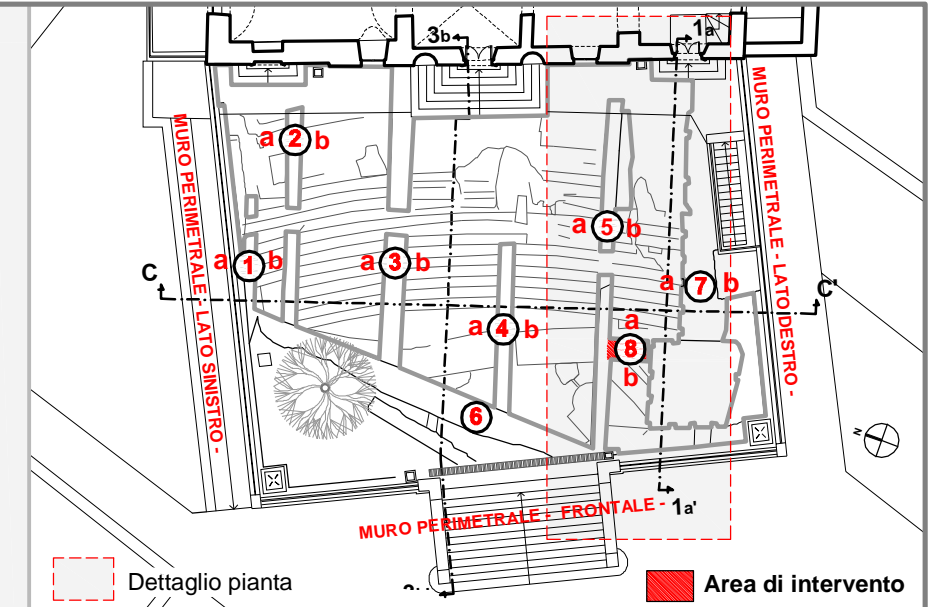 3b
1a
MURO PERIMETRALE - LATO SINISTRO -
MURO PERIMETRALE - LATO DESTRO -
a 2 b
a 5 b
a 1 b
a 3 b
C
C'
a 7 b
a
8
b
a 4 b
6
N
1a'
MURO PERIMETRALE - FRONTALE -
Dettaglio pianta
Area di intervento